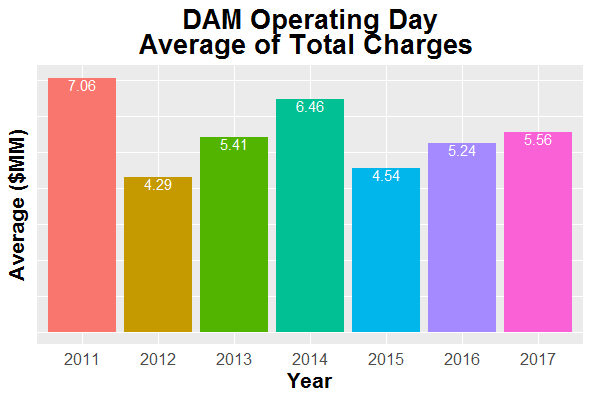 DAM Operating Day
Average of Total Charges
Average ($MM)
7.06
4.29
5.41
6.46
4.54
5.24
5.56
2011 2012 2013 2014 2015 2016 2017
Year